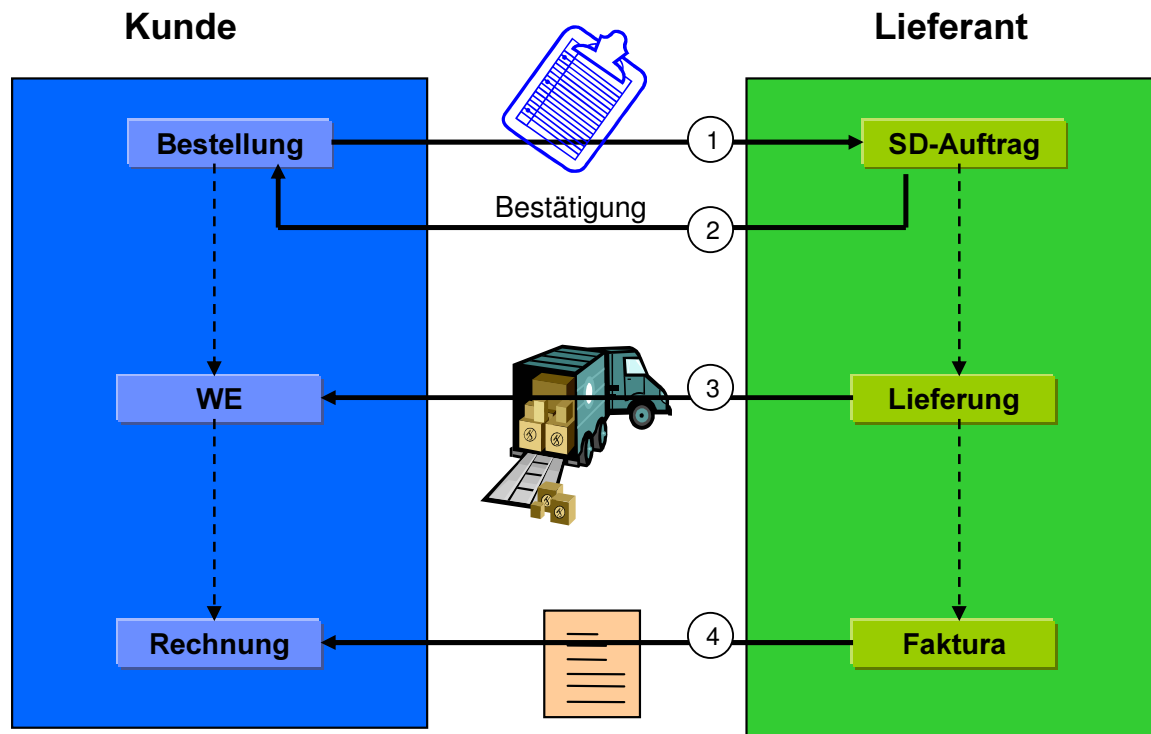 Kunde
Lieferant
Bestellung
1
SD-Auftrag
Bestätigung
2
WE
3
Lieferung
Rechnung
4
Faktura